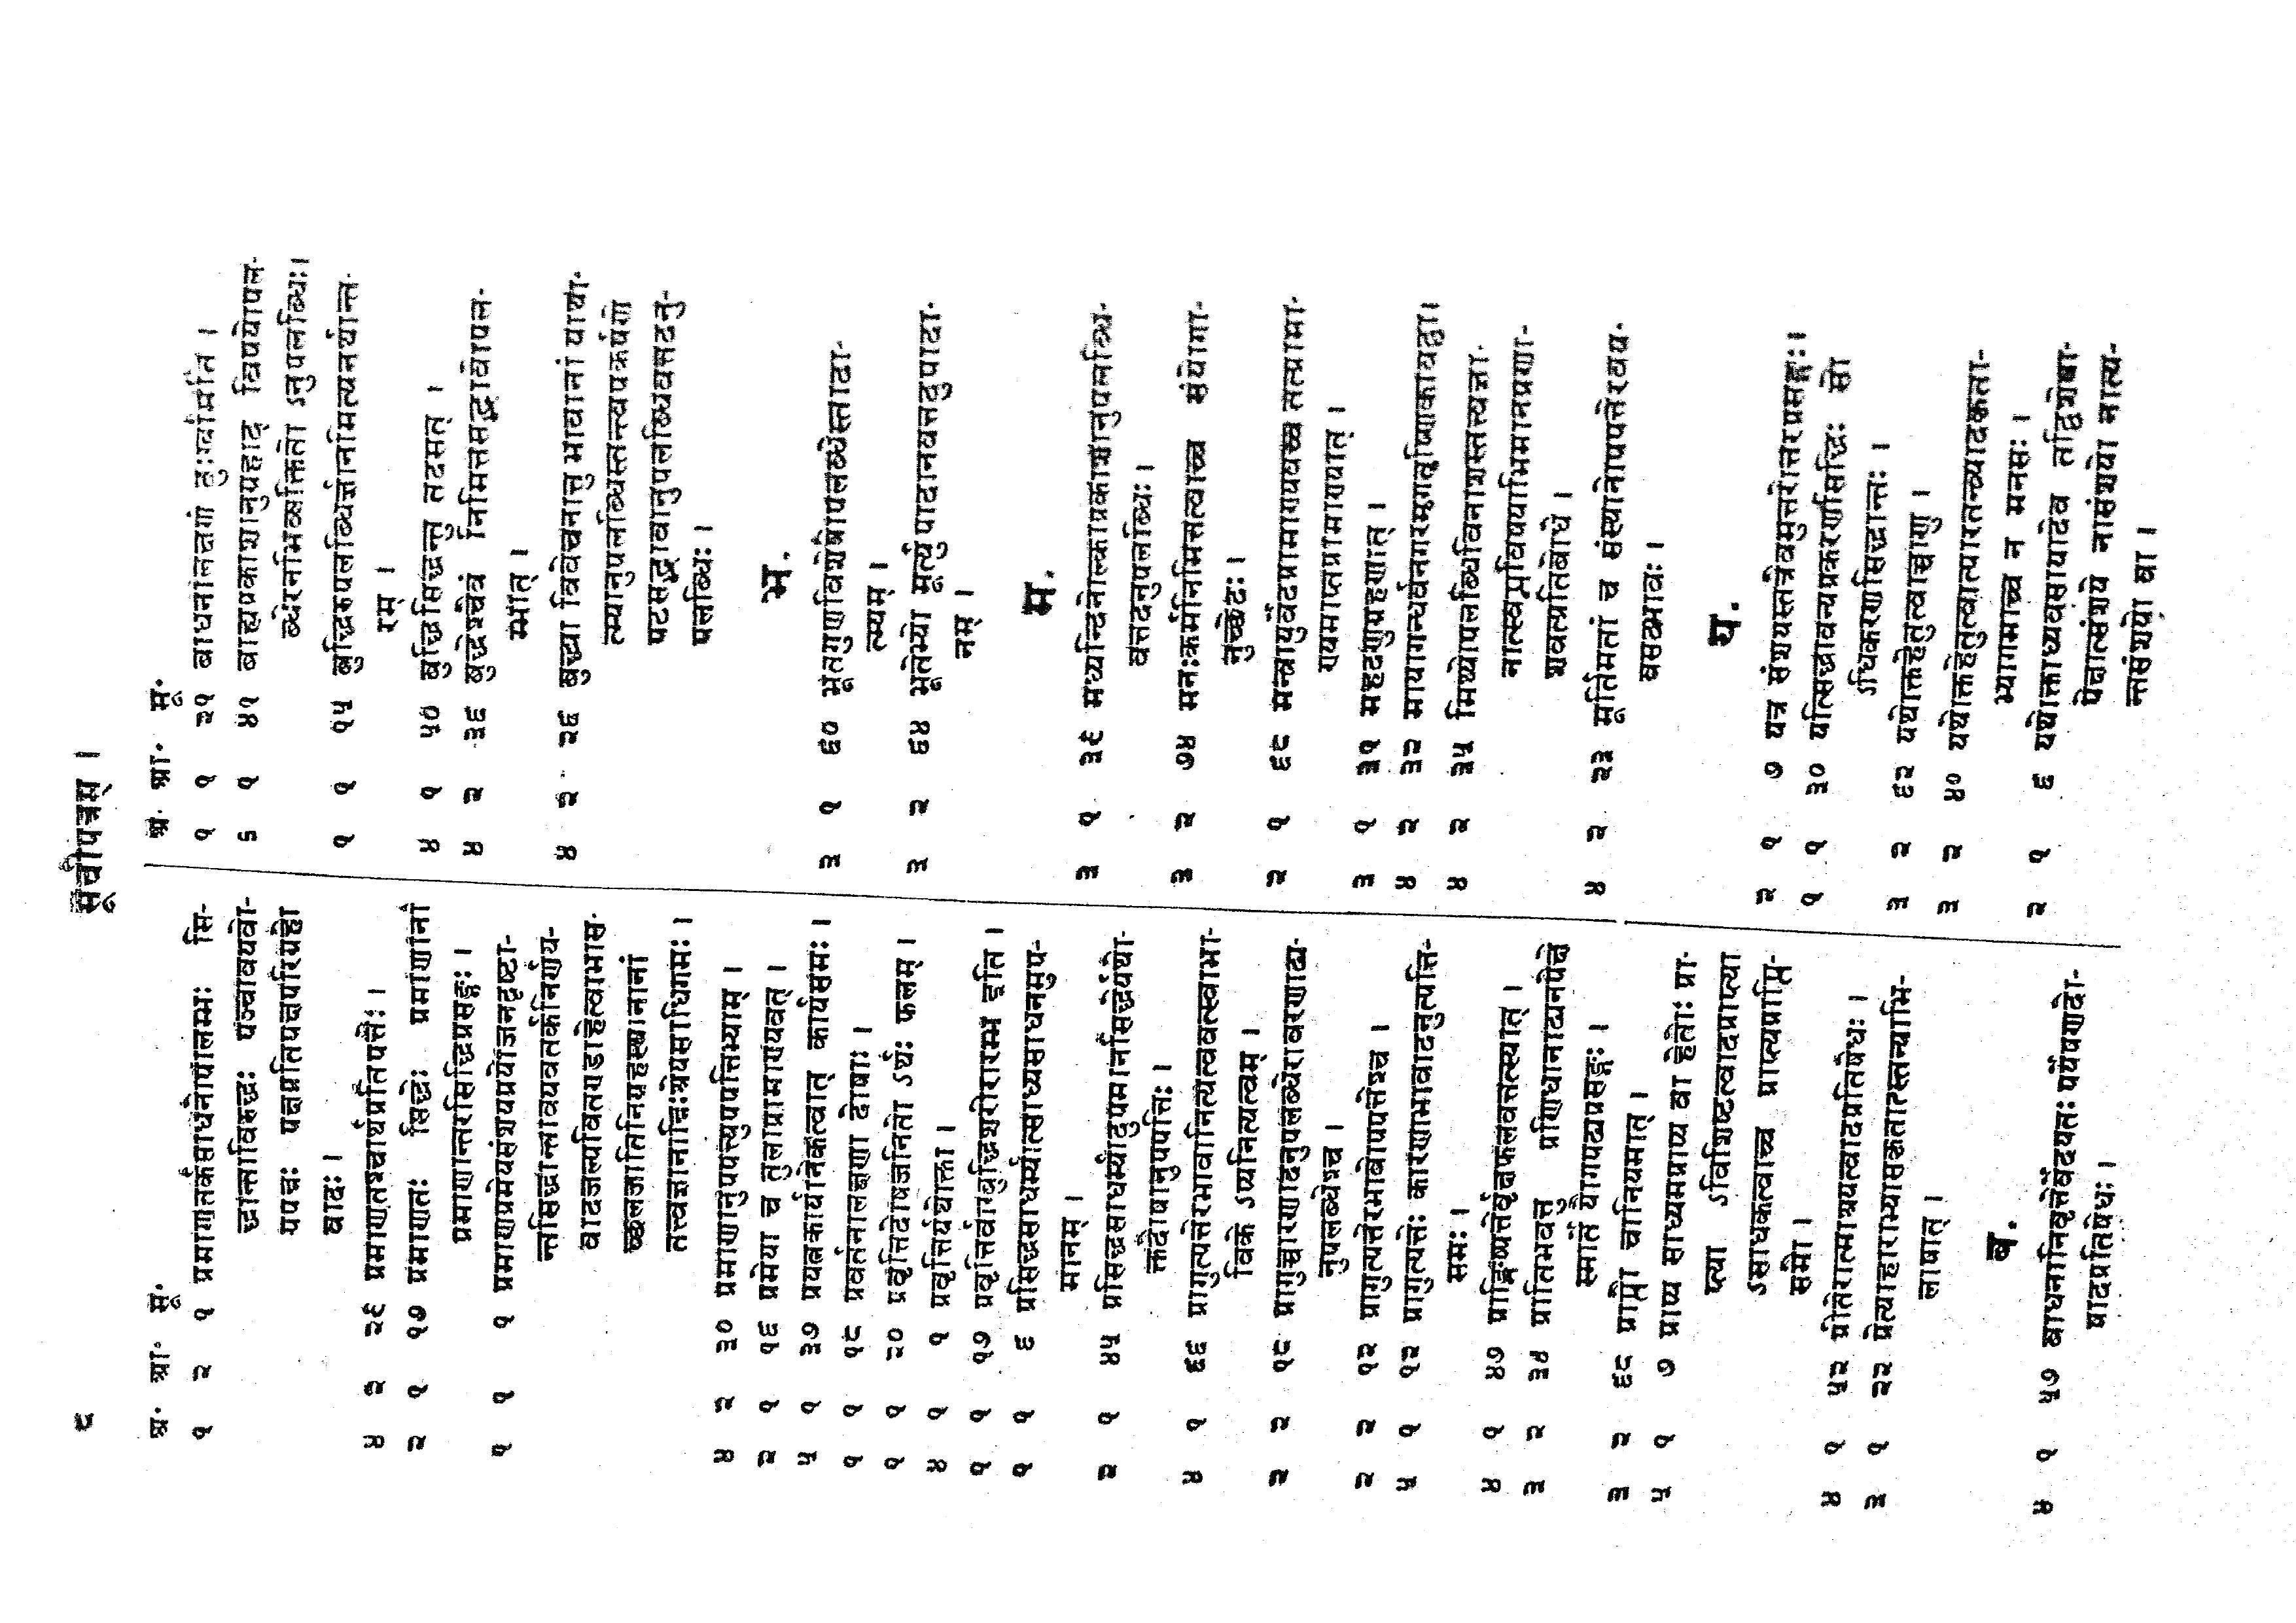 ८
सूचीपत्रम् ।
अ. आ. सू.
१ २ १ प्रमाणतर्कसाधनोपालम्भः सि-
द्धान्ताविरुद्धः पञ्चावयवो-
पपन्नः पक्षप्रतिपक्षपरिग्रहो
वादः ।
४ २ २९ प्रमाणतश्चार्थप्रतिपत्तेः ।
२ १ १७ प्रमाणतः सिद्धेः प्रमाणानां
प्रमाणान्तरसिद्धिप्रसङ्गः ।
१ १ १ प्रमाणप्रमेयसंशयप्रयोजनदृष्टा-
न्तसिद्धान्तावयवतर्कनिर्णय-
वादजल्पवितण्डाहेत्वाभास-
च्छलजातिनिग्रहस्थानानां
तत्त्वज्ञानान्निःश्रेयसाधिगमः ।
४ २ ३० प्रमाणानुपपत्त्युपपत्तिभ्याम् ।
२ १ १६ प्रमेया च तुलाप्रामाण्यवत् ।
५ १ ३७ प्रयत्नकार्यानेकत्वात् कार्यसमः ।
१ १ १८ प्रवर्तनालक्षणा दोषाः ।
१ १ २० प्रवृत्तिदोषजनितो ऽर्थः फलम् ।
४ १ १ प्रवृत्तिर्यथोक्ता ।
१ १ १७ प्रवृत्तिर्वाग्बुद्धिशरीरारम्भ इति ।
१ १ ६ प्रसिद्धसाधर्म्यात्साध्यसाधनमुप-
मानम् ।
२ १ ४५ प्रसिद्धसाधर्म्यादुपमानसिद्धेर्यथो-
क्तदोषानुपपत्तिः ।
४ १ ६६ प्रागुत्पत्तेरभावानित्यत्ववत्स्वाभा-
विके ऽप्यनित्यत्वम् ।
२ २ १८ प्रागुच्चारणादनुपलब्धेरावरणाद्य-
नुपलब्धेश्च ।
२ २ १२ प्रागुत्पत्तेरभावोपपत्तेश्च ।
५ १ १२ प्रागुत्पत्तेः कारणाभावादनुत्पत्ति-
समः ।
४ १ ४७ प्राङ्निष्पत्तेर्वृक्षफलवत्तत्स्यात् ।
३ २ प्रातिभवत्तु प्रणिधानाद्यनपेक्षे
स्मार्ते यौगपद्यप्रसङ्गः ।
३ २ ६८ प्राप्तौ चानियमात् ।
५ १ ७ प्राप्य साध्यमप्राप्य वा हेतोः प्रा-
प्त्या ऽविशिष्टत्वादप्राप्त्या
ऽसाधकत्वाच्च प्राप्त्यप्राप्ति-
समौ ।
४ १ ५२ प्रीतेरात्माश्रयत्वादप्रतिषेधः ।
३ १ २२ प्रेत्याहाराभ्यासकृतात्स्तन्याभि-
लाषात् ।
ब.
४ १ ५७ बाधनानिवृत्तेर्वेदयतः पर्येषणदो-
षादप्रतिषेधः ।
अ. आ. सू.
१ १ २१ बाधनालक्षणं दुःखमिति ।
१ ४१ बाह्यप्रकाशानुग्रहाद् विषयोपल-
ब्धेरनभिव्यक्तितो ऽनुपलब्धिः ।
१ १ १५ बुद्धिरुपलब्धिर्ज्ञानमित्यनर्थान्त-
रम् ।
४ १ ५० बुद्धिसिद्धन्तु तदसत् ।
४ २ ३६ बुद्धेश्चैवं निमित्तसद्भावोपल-
म्भात् ।
४ २ २६ बुद्ध्या विवेचनात्तु भावानां याथा-
त्म्यानुपलब्धिस्तन्त्वपकर्षणे
पटसद्भावानुपलब्धिवत्तदनु-
पलब्धिः ।
भ.
३ १ ६० भूतगुणविशेषोपलब्धेस्तादा-
त्म्यम् ।
३ २ ६४ भूतेभ्यो मूर्त्युपादानवत्तदुपादा-
नम् ।
म.
३ १ ३९ मध्यन्दिनोल्काप्रकाशानुपलब्धि-
वत्तदनुपलब्धिः ।
३ २ ७४ मनःकर्मनिमित्तत्वाच्च संयोगा-
नुच्छेदः ।
२ १ ६८ मन्त्रायुर्वेदप्रामाण्यवच्च तत्प्रामा-
ण्यमाप्तप्रामाण्यात् ।
३ १ ३१ महदणुग्रहणात् ।
४ २ ३२ मायागन्धर्वनगरमृगतृष्णिकावद्वा ।
४ २ ३५ मिथ्योपलब्धिविनाशस्तत्त्वज्ञा-
नात्स्वप्नविषयाभिमानप्रणा-
शवत्प्रतिबोधे ।
४ २ २३ मूर्तिमतां च संस्थानोपपत्तेरवय-
वसद्भावः ।
य.
२ १ ७ यत्र संशयस्तत्रैवमुत्तरोत्तरप्रसङ्गः ।
१ १ ३० यत्सिद्धावन्यप्रकरणसिद्धिः सो
ऽधिकरणसिद्धान्तः ।
३ २ ६२ यथोक्तहेतुत्वाच्चाणु ।
३ २ ४० यथोक्तहेतुत्वात्पारतन्त्र्यादकृता-
भ्यागमाच्च न मनसः ।
२ १ ६ यथोक्ताध्यवसायादेव तद्विशेषा-
पेक्षात्संशये नासंशयो नात्य-
न्तसंशयो वा ।